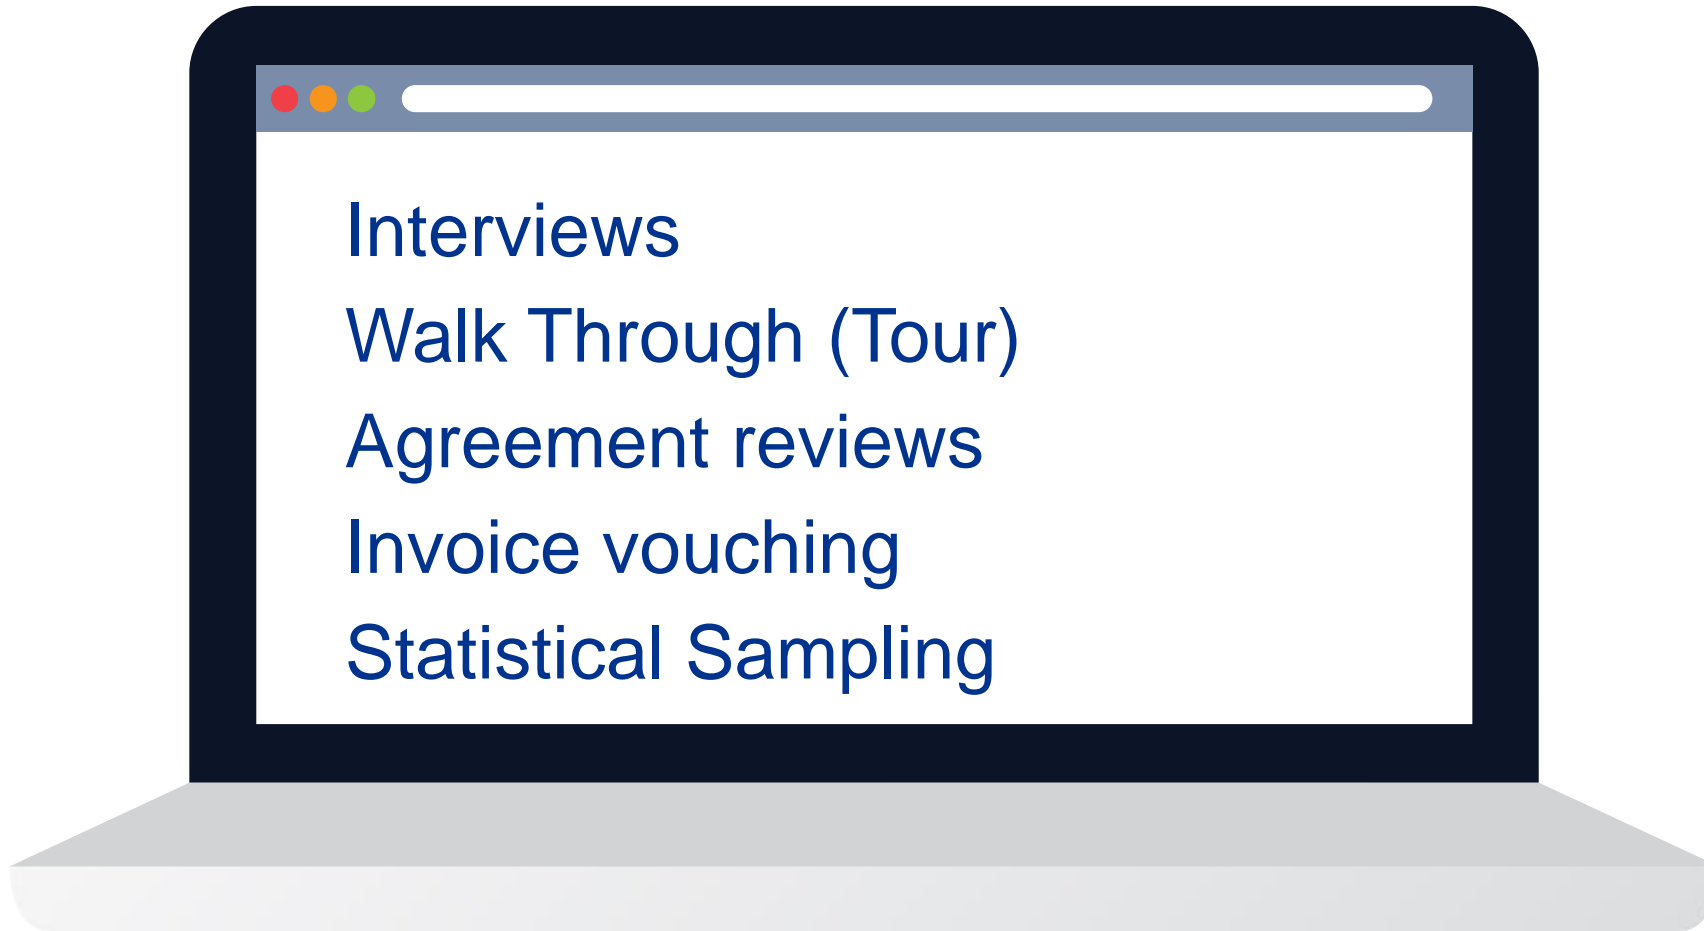 Interviews
Walk Through (Tour)
Agreement reviews
Invoice vouching
Statistical Sampling